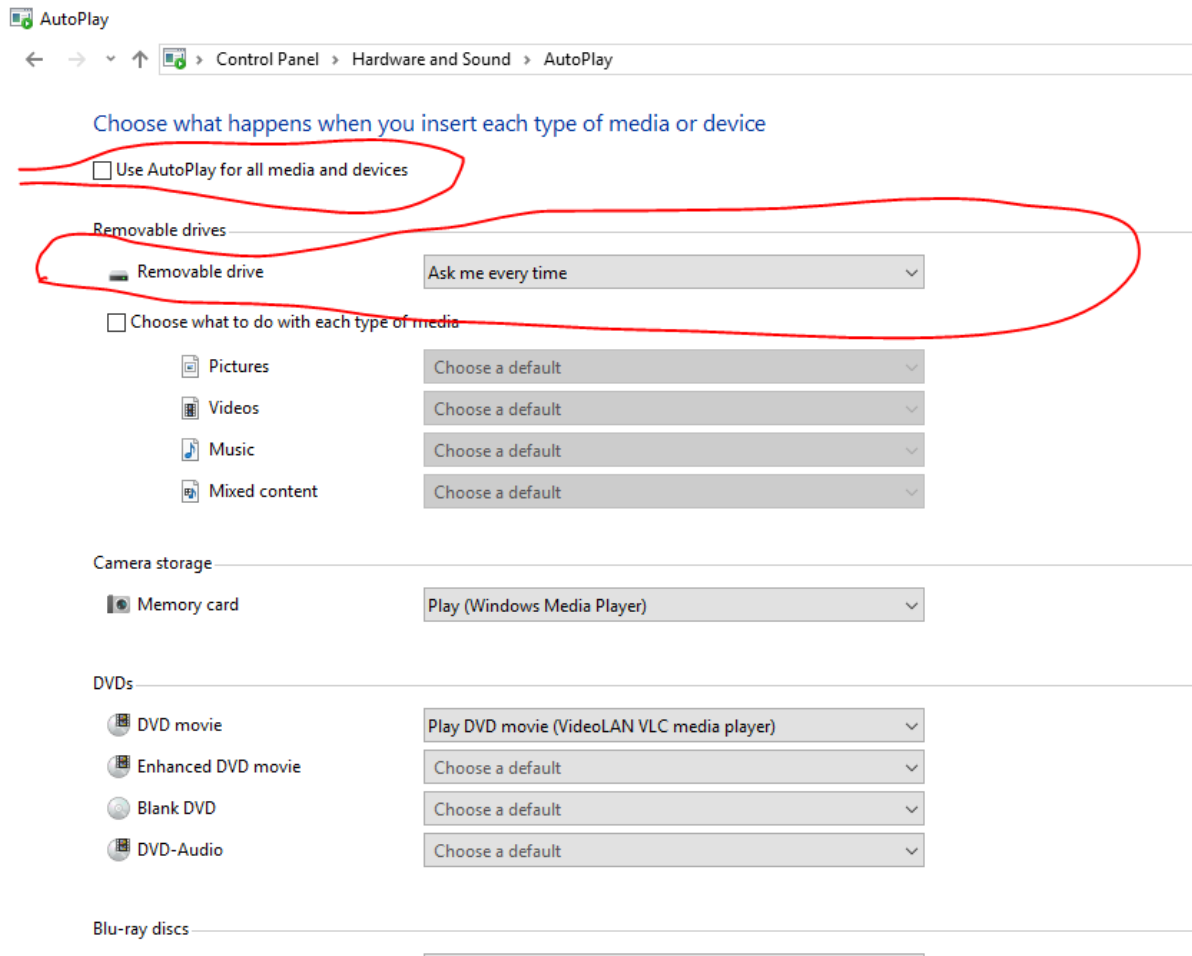 AutoPlay
Control Panel > Hardware and Sound > AutoPlay
Choose what happens when you insert each type of media or device
Use AutoPlay for all media and devices
Removable drives
Removable drive Ask me every time
Choose what to do with each type of media
Pictures Choose a default
Videos Choose a default
Music Choose a default
Mixed content Choose a default
Camera storage
Memory card Play (Windows Media Player)
DVDs
DVD movie Play DVD movie (VideoLAN VLC media player)
Enhanced DVD movie Choose a default
Blank DVD Choose a default
DVD-Audio Choose a default
Blu-ray discs